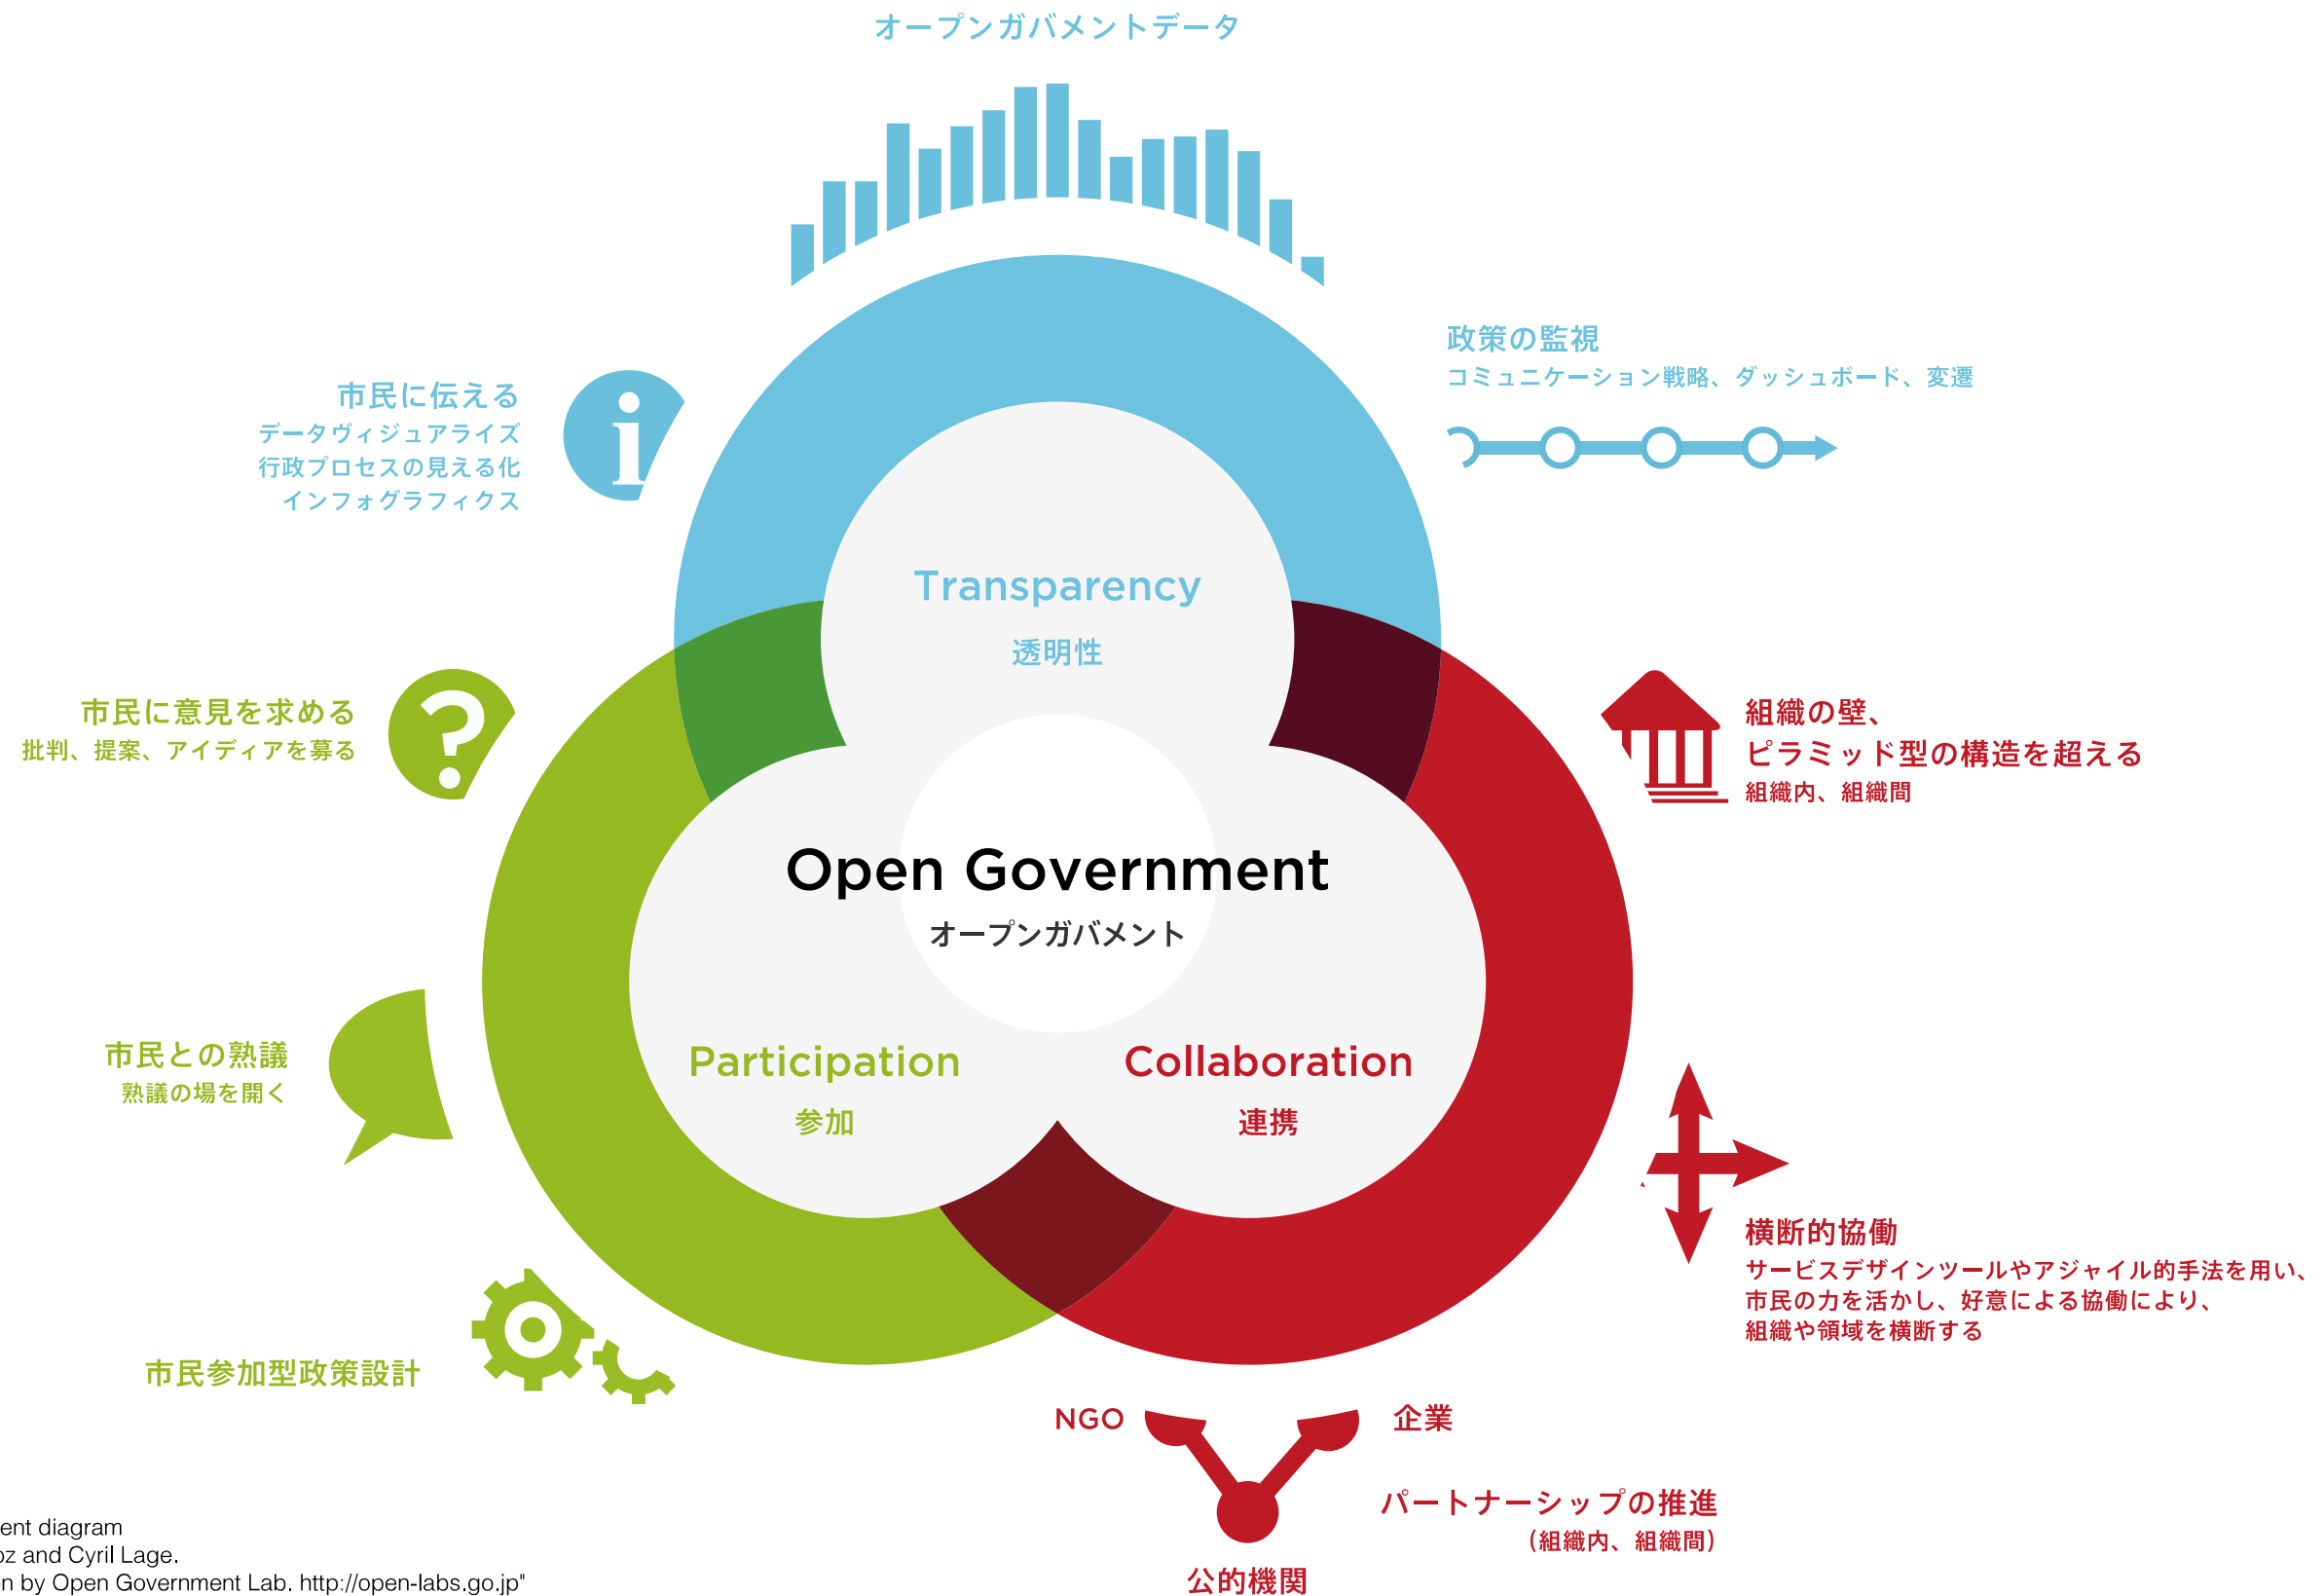 オープンガバメントデータ
政策の監視
コミュニケーション戦略、ダッシュボード、変遷
市民に伝える
データヴィジュアライズ
行政プロセスの見える化
インフォグラフィクス
i
Transparency
透明性
市民に意見を求める
批判、提案、アイディアを募る
?
組織の壁、
ピラミッド型の構造を超える
組織内、組織間
Open Government
オープンガバメント
市民との熟議
熟議の場を開く
Participation
参加
Collaboration
連携
横断的協働
サービスデザインツールやアジャイル的手法を用い、
市民の力を活かし、好意による協働により、
組織や領域を横断する
市民参加型政策設計
NGO
企業
パートナーシップの推進
（組織内、組織間）
公的機関
diagram
and Cyril Lage.
by Open Government Lab. http://open-labs.go.jp"